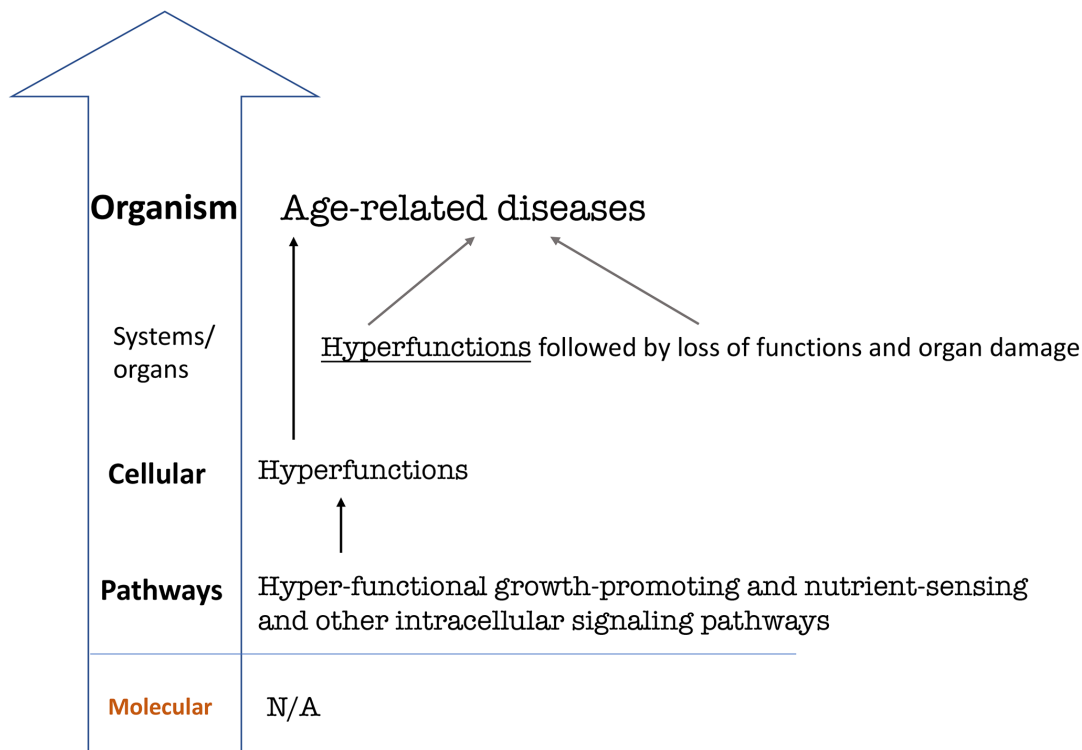 Organism Age-related diseases
Systems/
organs
Hyperfunctions followed by loss of functions and organ damage
Cellular Hyperfunctions
Pathways Hyper-functional growth-promoting and nutrient-sensing
and other intracellular signaling pathways
Molecular N/A